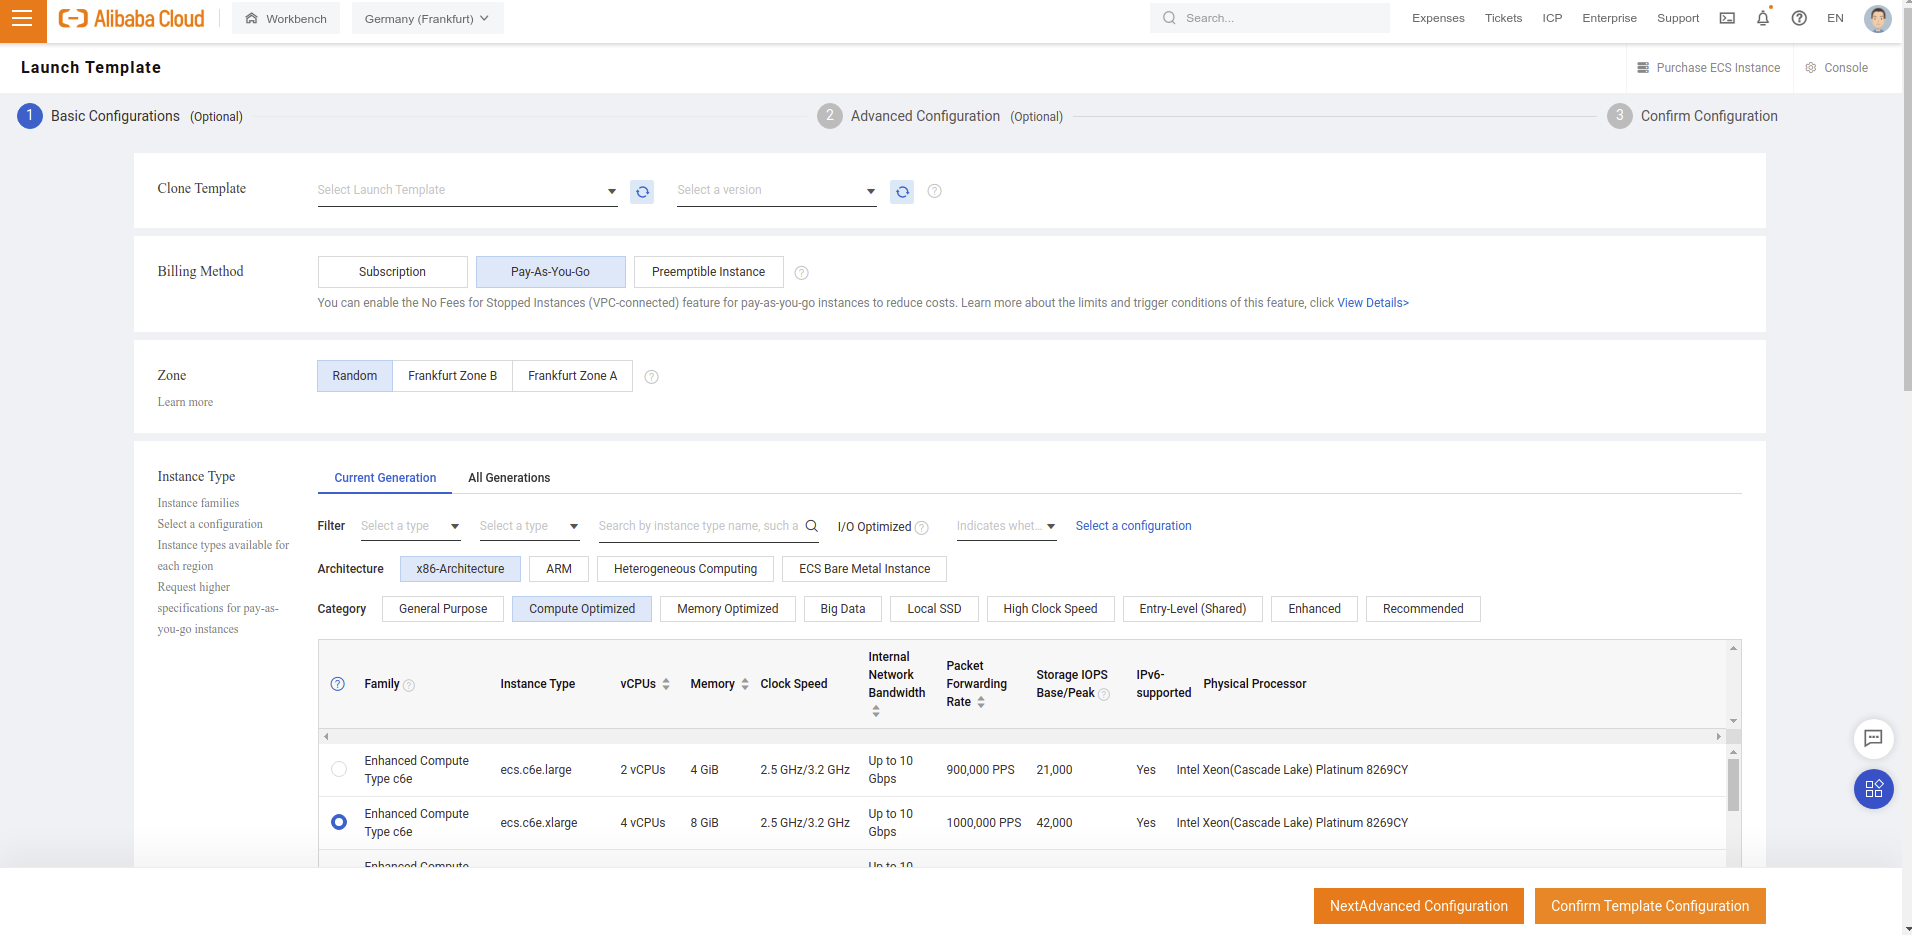 Alibaba Cloud
Workbench
Germany (Frankfurt)
Search...
Expenses
Tickets
ICP
Enterprise
Support
EN
Launch Template
Purchase ECS Instance
Console
1 Basic Configurations (Optional)
2 Advanced Configuration (Optional)
3 Confirm Configuration
Clone Template
Select Launch Template
Select a version
Billing Method
Subscription
Pay-As-You-Go
Preemptible Instance
You can enable the No Fees for Stopped Instances (VPC-connected) feature for pay-as-you-go instances to reduce costs. Learn more about the limits and trigger conditions of this feature, click View Details>
Zone
Learn more
Random
Frankfurt Zone B
Frankfurt Zone A
Instance Type
Instance families
Select a configuration
Instance types available for
each region
Request higher
specifications for pay-as-
you-go instances
Current Generation
All Generations
Filter
Select a type
Select a type
Search by instance type name, such a
I/O Optimized
Indicates whet...
Select a configuration
Architecture
x86-Architecture
ARM
Heterogeneous Computing
ECS Bare Metal Instance
Category
General Purpose
Compute Optimized
Memory Optimized
Big Data
Local SSD
High Clock Speed
Entry-Level (Shared)
Enhanced
Recommended
Family
Instance Type
vCPUs
Memory
Clock Speed
Internal
Network
Bandwidth
Packet
Forwarding
Rate
Storage IOPS
Base/Peak
IPv6-
supported
Physical Processor
Enhanced Compute
Type c6e
ecs.c6e.large
2 vCPUs
4 GiB
2.5 GHz/3.2 GHz
Up to 10
Gbps
900,000 PPS
21,000
Yes
Intel Xeon(Cascade Lake) Platinum 8269CY
Enhanced Compute
Type c6e
ecs.c6e.xlarge
4 vCPUs
8 GiB
2.5 GHz/3.2 GHz
Up to 10
Gbps
1000,000 PPS
42,000
Yes
Intel Xeon(Cascade Lake) Platinum 8269CY
Enhanced Compute
Up to 10
NextAdvanced Configuration
Confirm Template Configuration